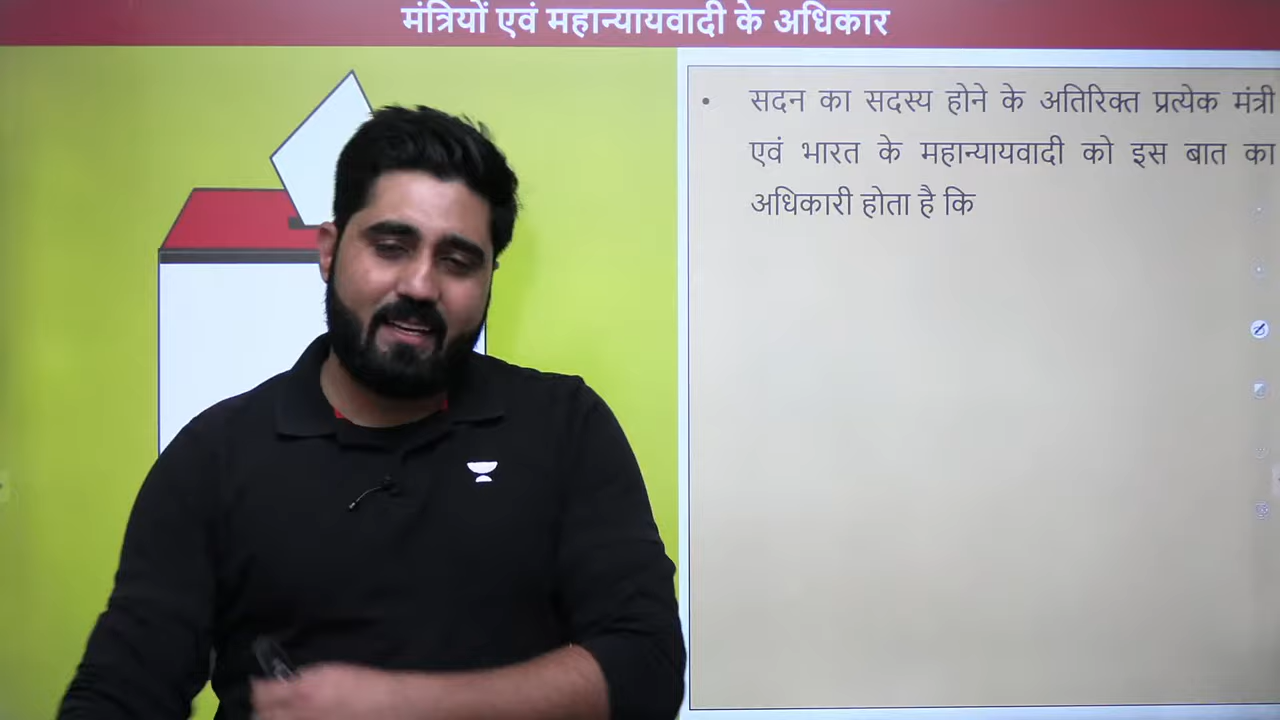 मंत्रियों एवं महान्यायवादी के अधिकार
• सदन का सदस्य होने के अतिरिक्त प्रत्येक मंत्री
एवं भारत के महान्यायवादी को इस बात का
अधिकारी होता है कि